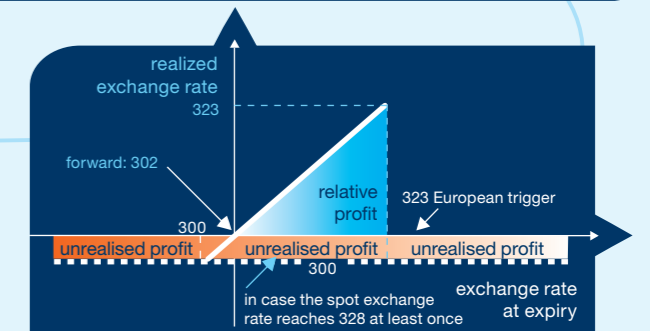 realized
exchange rate
323
forward: 302
relative
profit
323 European trigger
300
unrealised profit
unrealised profit
unrealised profit
300
in case the spot exchange
rate reaches 328 at least once
exchange rate
at expiry